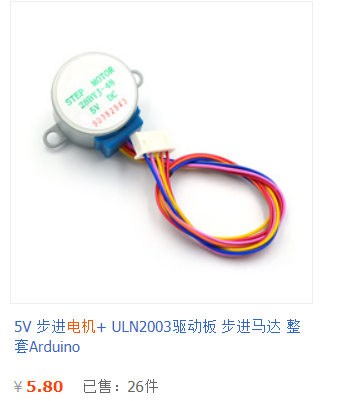 STEP MOTOR
28BYJ-48
5V DC
5V 步进电机+ ULN2003驱动板 步进马达 整
套Arduino
¥ 5.80 已售：26件